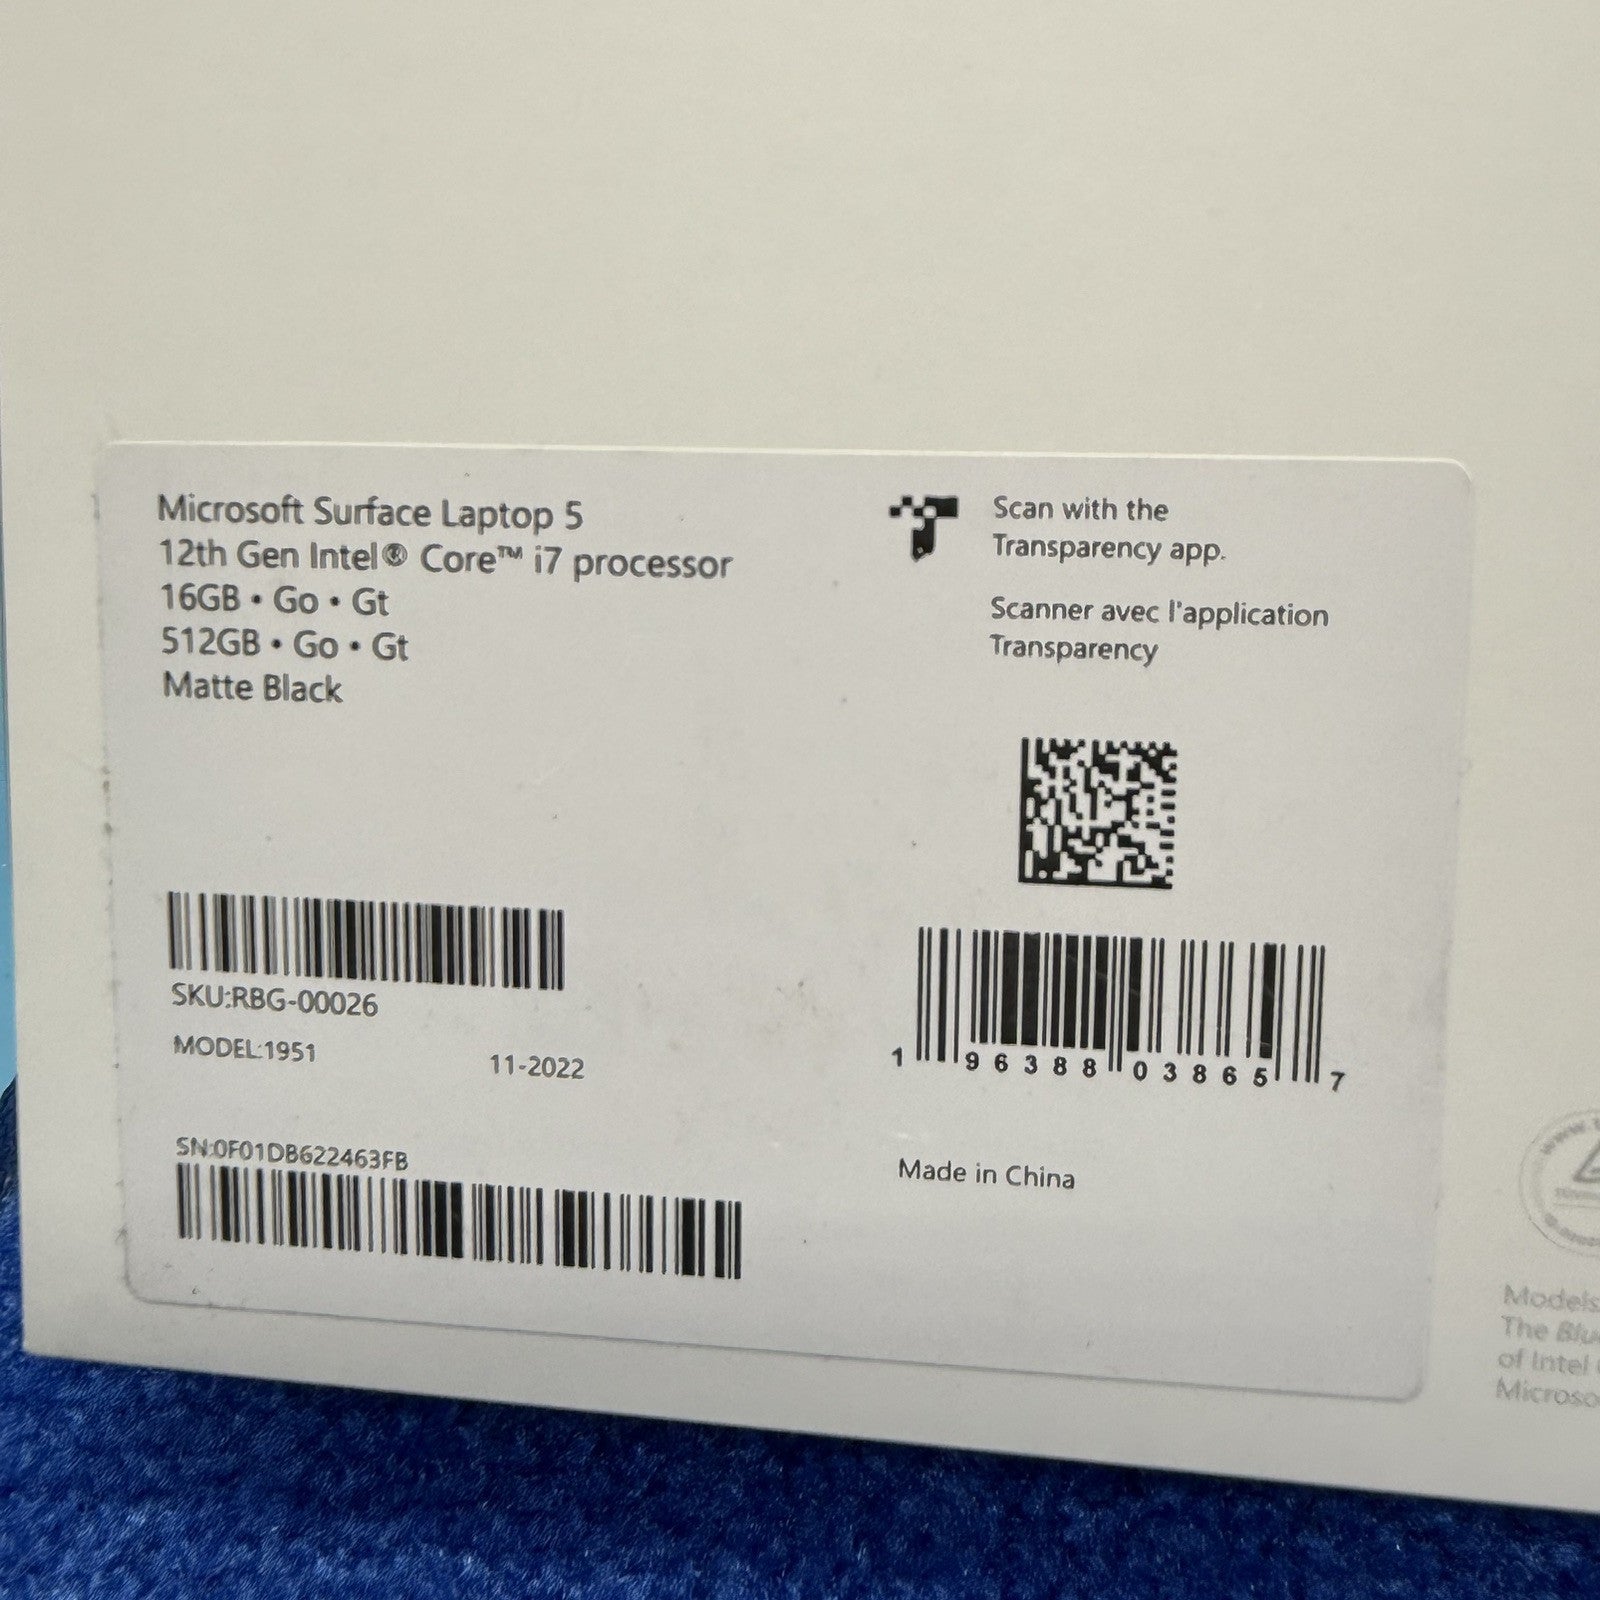 Microsoft Surface Laptop 5
12th Gen Intel® Core™ i7 processor
16GB • Go • Gt
512GB • Go • Gt
Matte Black
Scan with the
Transparency app.
Scanner avec l'application
Transparency
SKU:RBG-00026
MODEL:1951
11-2022
SN:0F01DB622463FB
1 96388 03865 7
Made in China
Models
The
of Intel